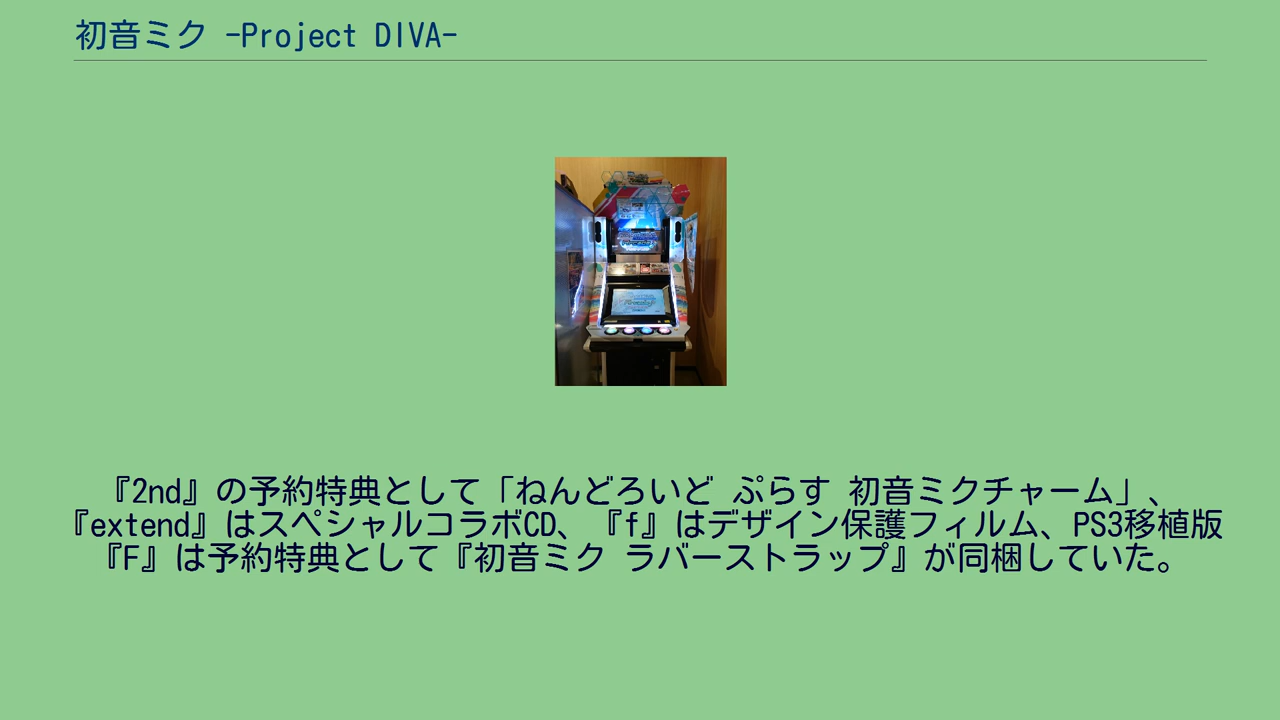 初音ミク -Project DIVA-
『2nd』の予約特典として「ねんどろいど ぷらす 初音ミクチャーム」、
『extend』はスペシャルコラボCD、『f』はデザイン保護フィルム、PS3移植版
『F』は予約特典として『初音ミク ラバーストラップ』が同梱していた。